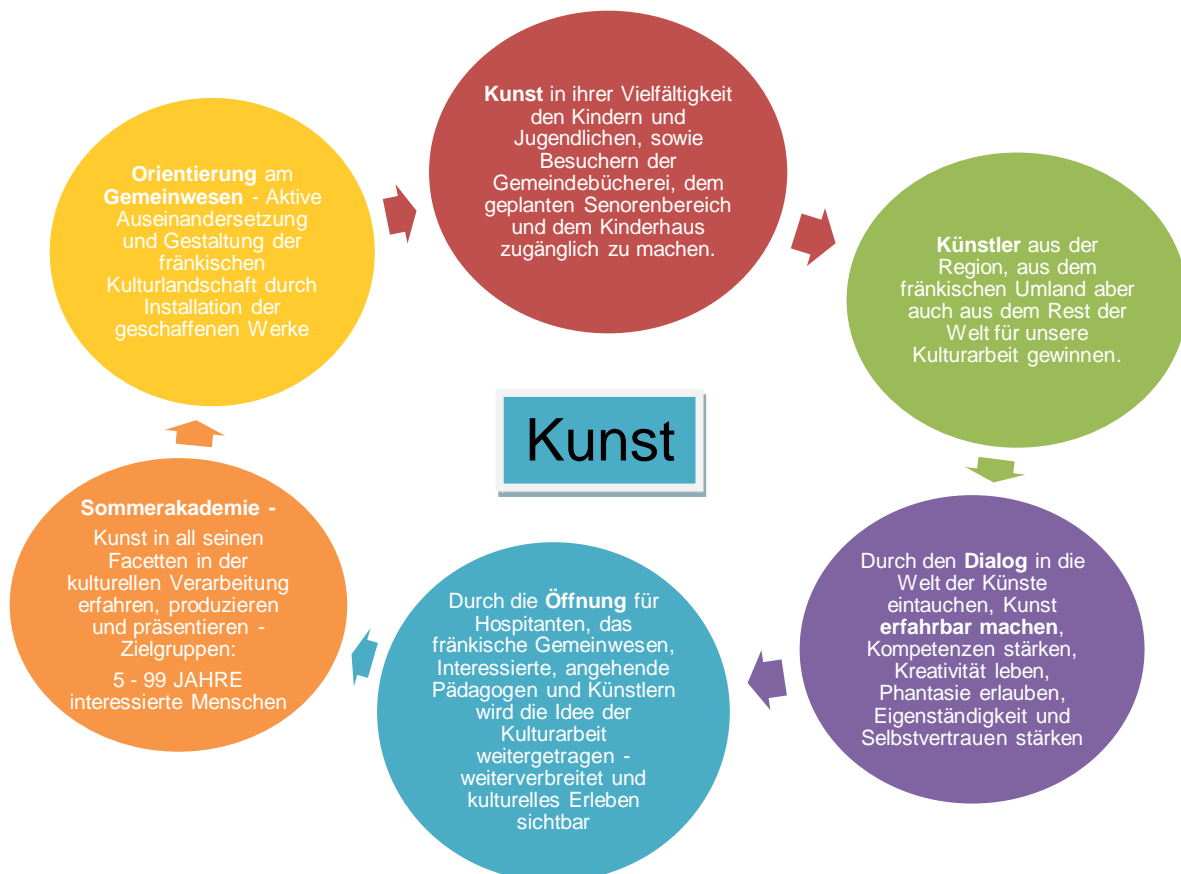 Kunst in ihrer Vielfältigkeit
den Kindern und
Jugendlichen, sowie
Besuchern der
Gemeindebücherei, dem
geplanten Senorenbereich
und dem Kinderhaus
zugänglich zu machen.
Künstler aus der
Region, aus dem
fränkischen Umland aber
auch aus dem Rest der
Welt für unsere
Kulturarbeit gewinnen.
Durch den Dialog in die
Welt der Künste
eintauchen, Kunst
erfahrbar machen,
Kompetenzen stärken,
Kreativität leben,
Phantasie erlauben,
Eigenständigkeit und
Selbstvertrauen stärken
Durch die Öffnung für
Hospitanten, das
fränkische Gemeinwesen,
Interessierte, angehende
Pädagogen und Künstlern
wird die Idee der
Kulturarbeit
weitergetragen -
weiterverbreitet und
kulturelles Erleben
sichtbar
Sommerakademie -
Kunst in all seinen
Facetten in der
kulturellen Verarbeitung
erfahren, produzieren
und präsentieren -
Zielgruppen:
5 - 99 JAHRE
interessierte Menschen
Orientierung am
Gemeinwesen - Aktive
Auseinandersetzung
und Gestaltung der
fränkischen
Kulturlandschaft durch
Installation der
geschaffenen Werke
Kunst